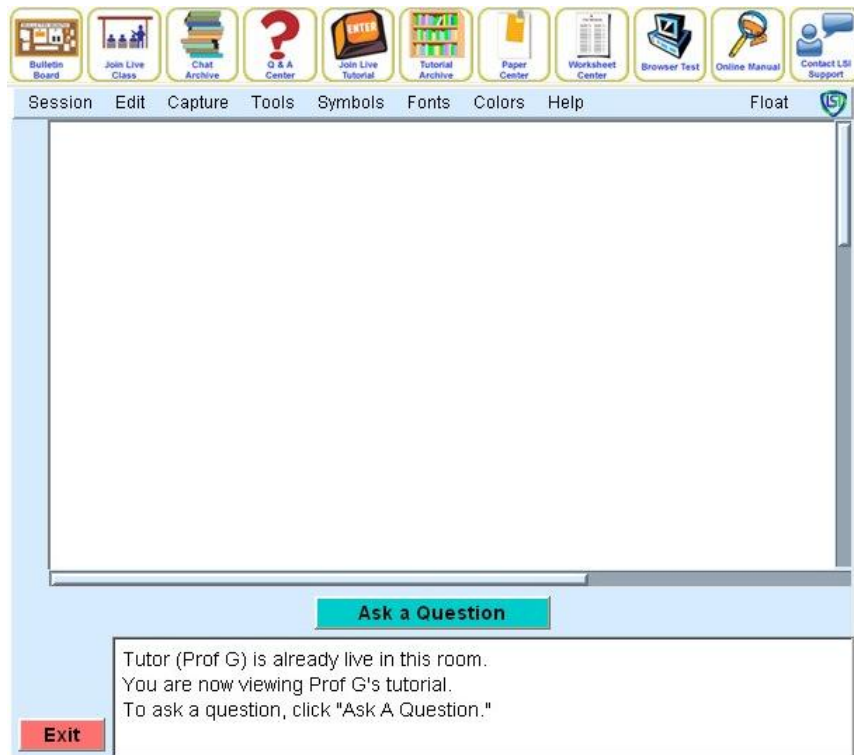 Bulletin Board
Join Live Class
Chat Archive
Q & A Center
ENTER
Join Live Tutorial
Tutorial Archive
Paper Center
Worksheet Center
Browser Test
Online Manual
Contact LSI Support
Session Edit Capture Tools Symbols Fonts Colors Help Float LSI
Ask a Question
Tutor (Prof G) is already live in this room.
You are now viewing Prof G's tutorial.
To ask a question, click "Ask A Question."
Exit